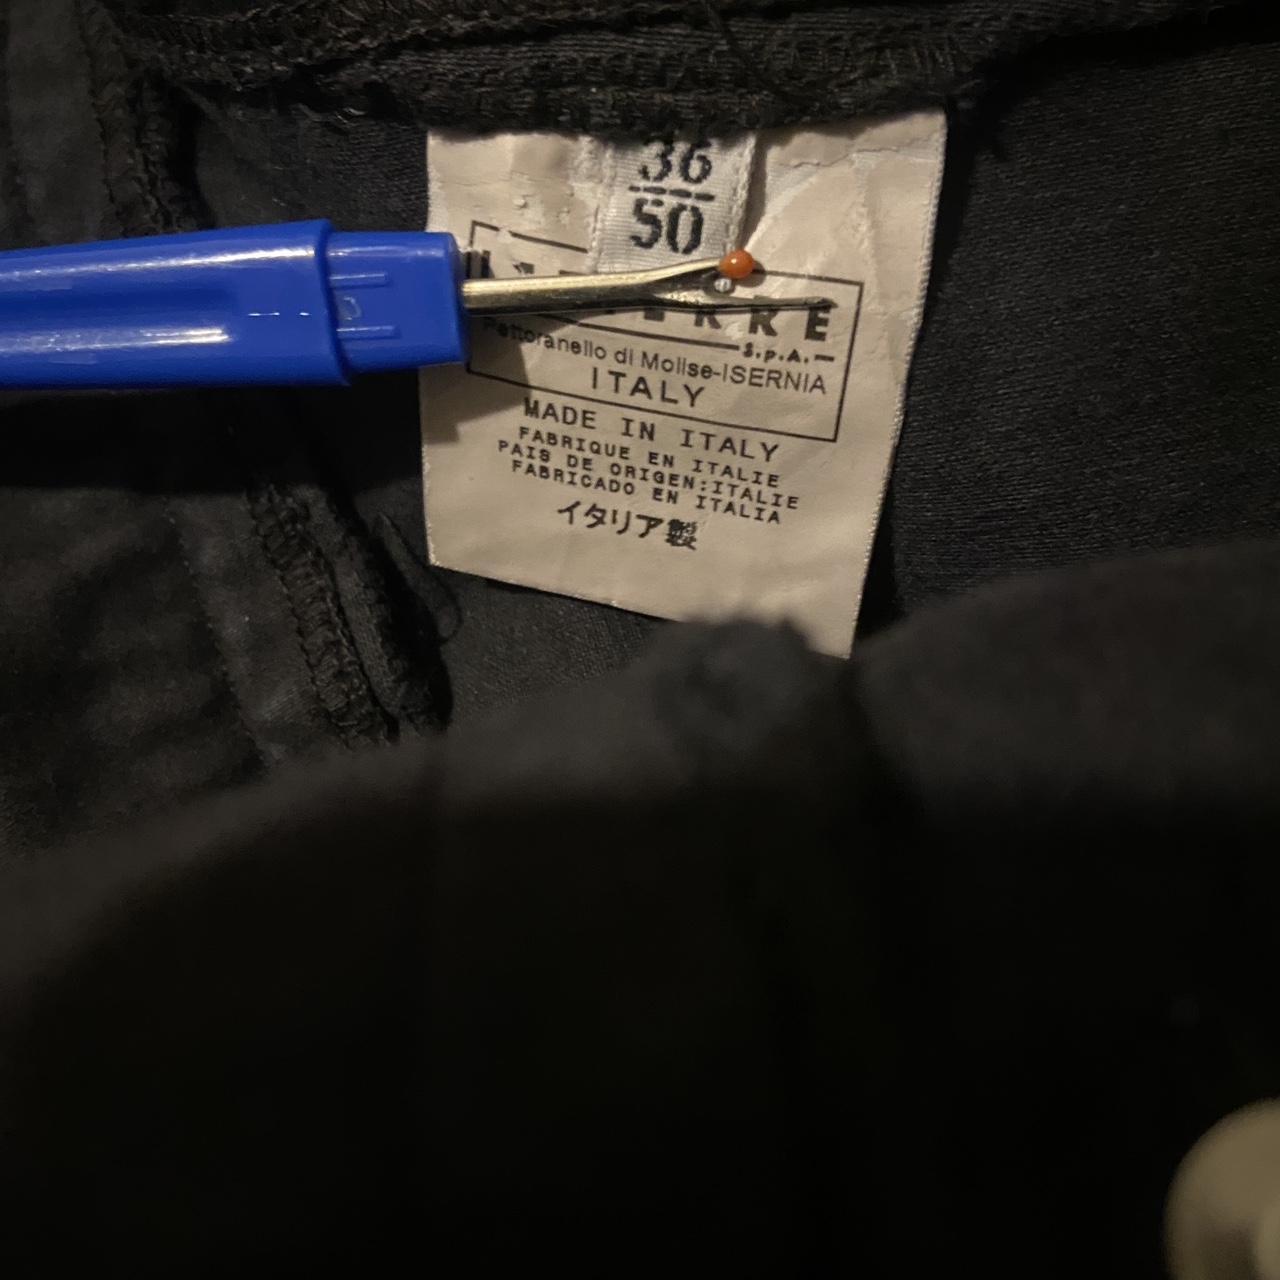 36
50
S.p.A.
Pettoranello di Molise-ISERNIA
ITALY
MADE IN ITALY
FABRIQUE EN ITALIE
PAIS DE ORIGEN:ITALIE
FABRICADO EN ITALIA
イタリア製